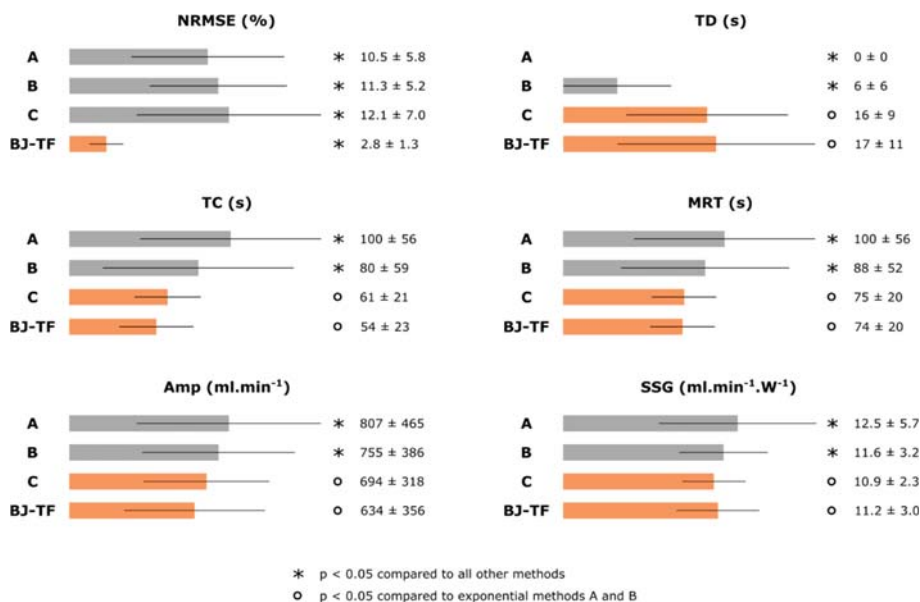 NRMSE (%)
A * 10.5 ± 5.8
B * 11.3 ± 5.2
C * 12.1 ± 7.0
BJ-TF * 2.8 ± 1.3
TD (s)
A * 0 ± 0
B * 6 ± 6
C o 16 ± 9
BJ-TF o 17 ± 11
TC (s)
A * 100 ± 56
B * 80 ± 59
C o 61 ± 21
BJ-TF o 54 ± 23
MRT (s)
A * 100 ± 56
B * 88 ± 52
C o 75 ± 20
BJ-TF o 74 ± 20
Amp (ml.min⁻¹)
A * 807 ± 465
B * 755 ± 386
C o 694 ± 318
BJ-TF o 634 ± 356
SSG (ml.min⁻¹.W⁻¹)
A * 12.5 ± 5.7
B * 11.6 ± 3.2
C o 10.9 ± 2.3
BJ-TF o 11.2 ± 3.0
* p < 0.05 compared to all other methods
o p < 0.05 compared to exponential methods A and B